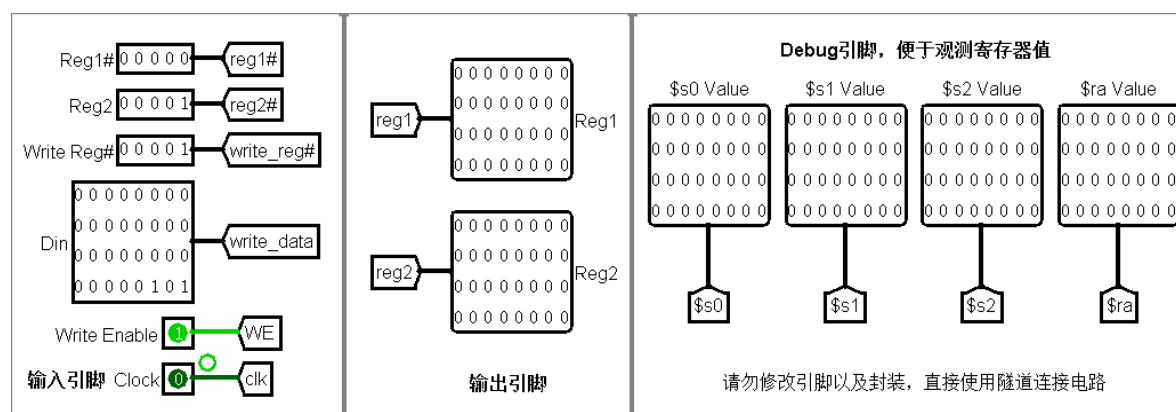 Reg1# 0 0 0 0 0 reg1#
Reg2 0 0 0 0 1 reg2#
Write Reg# 0 0 0 0 1 write_reg#
0 0 0 0 0 0 0 0
0 0 0 0 0 0 0 0
Din 0 0 0 0 0 0 0 0 write_data
0 0 0 0 0 1 0 1
Write Enable 1 WE
输入引脚 Clock 0 clk
0 0 0 0 0 0 0 0
0 0 0 0 0 0 0 0
reg1 0 0 0 0 0 0 0 0 Reg1
0 0 0 0 0 0 0 0
0 0 0 0 0 0 0 0
0 0 0 0 0 0 0 0
reg2 0 0 0 0 0 0 0 0 Reg2
0 0 0 0 0 0 0 0
输出引脚
Debug引脚，便于观测寄存器值
$s0 Value $s1 Value $s2 Value $ra Value
0 0 0 0 0 0 0 0 0 0 0 0 0 0 0 0 0 0 0 0 0 0 0 0 0 0 0 0 0 0 0 0
0 0 0 0 0 0 0 0 0 0 0 0 0 0 0 0 0 0 0 0 0 0 0 0 0 0 0 0 0 0 0 0
0 0 0 0 0 0 0 0 0 0 0 0 0 0 0 0 0 0 0 0 0 0 0 0 0 0 0 0 0 0 0 0
0 0 0 0 0 0 0 0 0 0 0 0 0 0 0 0 0 0 0 0 0 0 0 0 0 0 0 0 0 0 0 0
$s0 $s1 $s2 $ra
请勿修改引脚以及封装，直接使用隧道连接电路